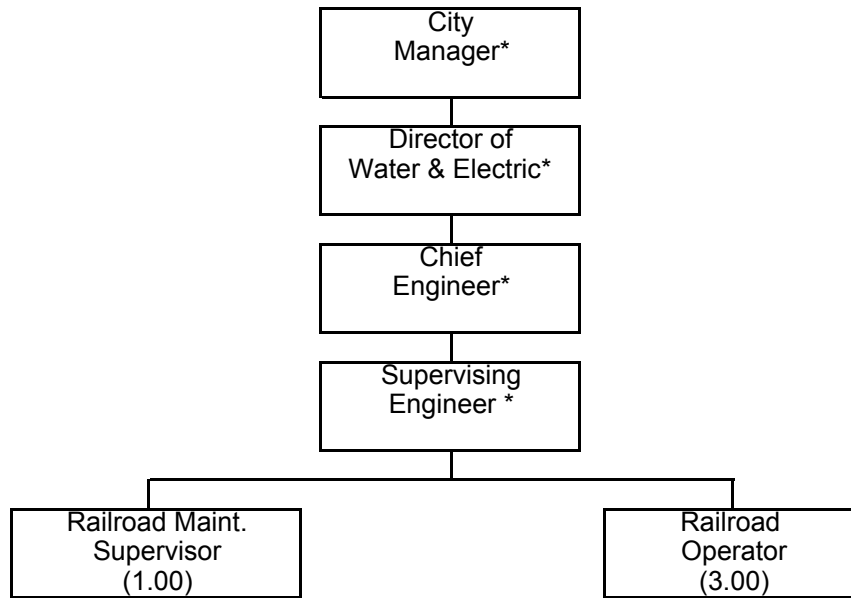 City
Manager*
Director of
Water & Electric*
Chief
Engineer*
Supervising
Engineer *
Railroad Maint.
Supervisor
(1.00)
Railroad
Operator
(3.00)